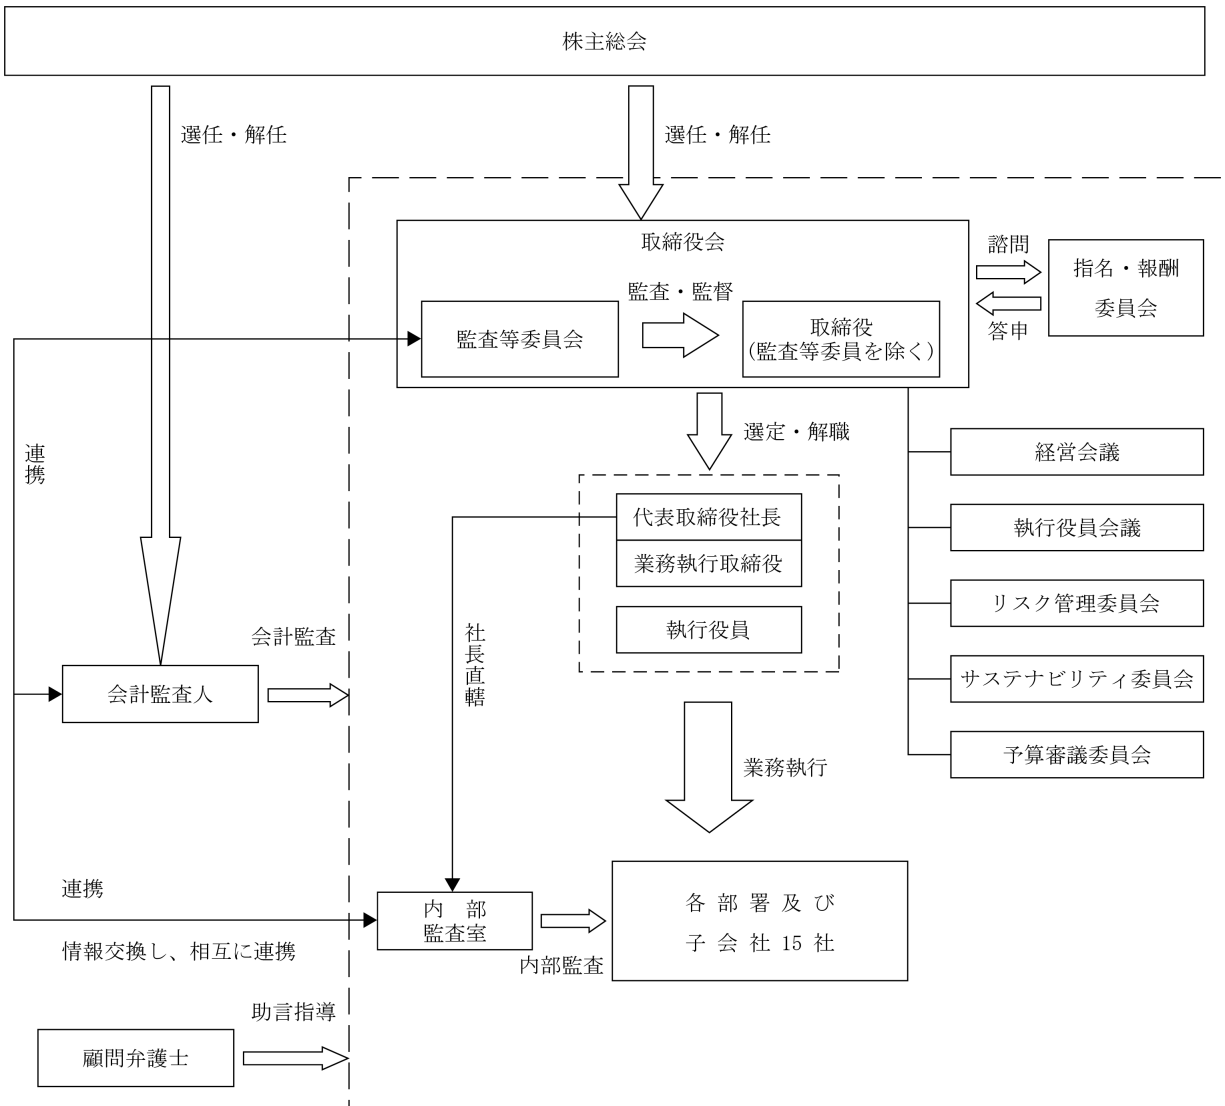 株主総会
選任・解任
選任・解任
取締役会
諮問
指名・報酬
委員会
答申
監査・監督
監査等委員会
取締役
(監査等委員を除く)
連携
選定・解職
経営会議
代表取締役社長
執行役員会議
業務執行取締役
リスク管理委員会
執行役員
社長直轄
会計監査
サステナビリティ委員会
会計監査人
業務執行
予算審議委員会
連携
内 部
監査室
各 部 署 及 び
子 会 社 15 社
情報交換し、相互に連携
内部監査
助言指導
顧問弁護士